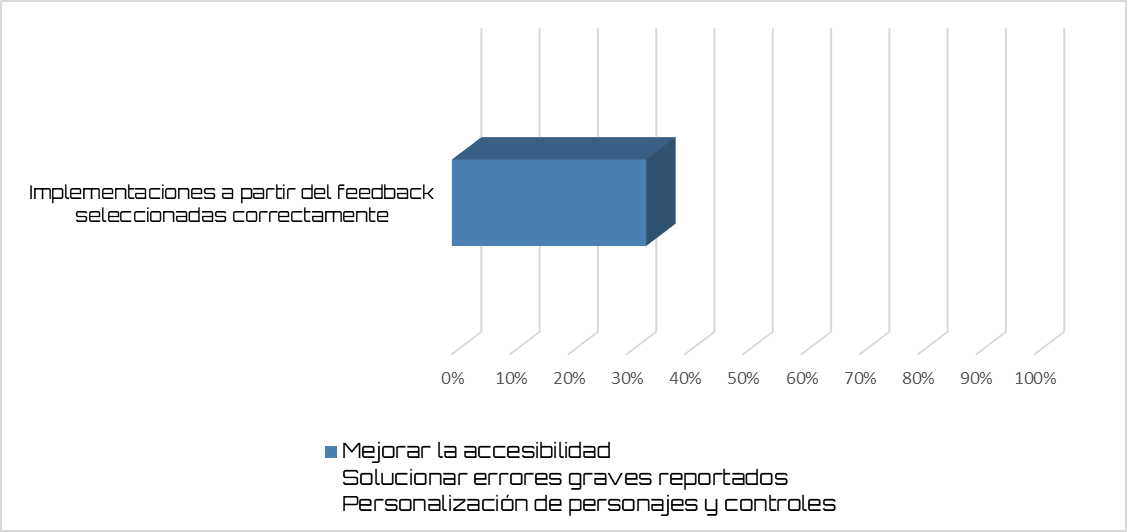 Implementaciones a partir del feedback
seleccionadas correctamente
0% 10% 20% 30% 40% 50% 60% 70% 80% 90% 100%
Mejorar la accesibilidad
Solucionar errores graves reportados
Personalización de personajes y controles